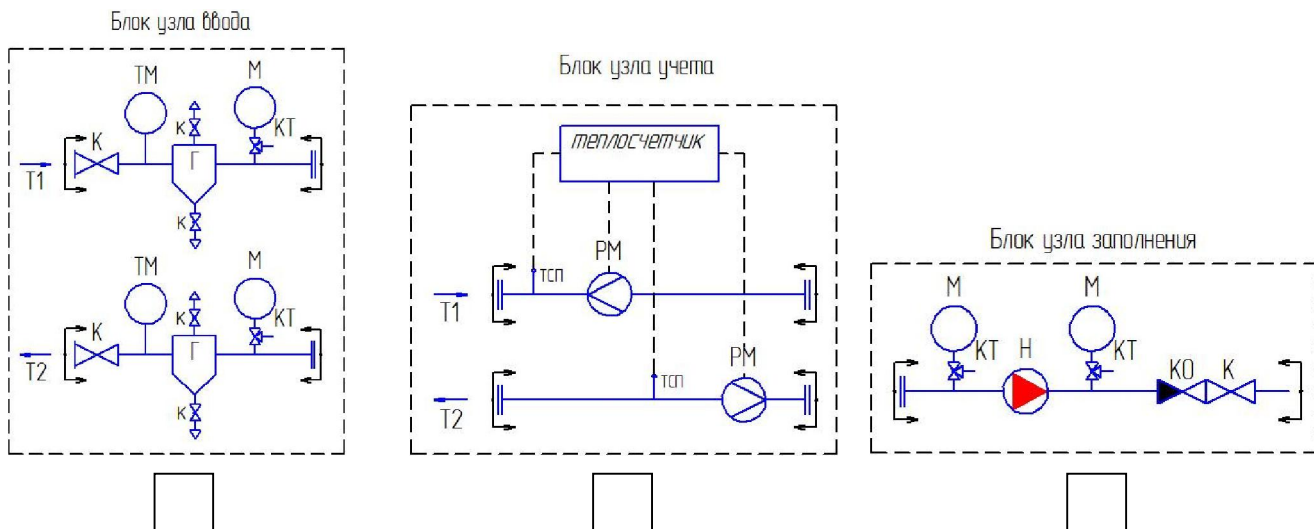 Блок узла ввода
ТМ
М
К
к
КТ
Г
Т1
к
ТМ
М
К
к
КТ
Г
Т2
к
Блок узла учета
теплосчетчик
РМ
тсп
Т1
РМ
тсп
Т2
Блок узла заполнения
М
М
КТ
Н
КТ
КО
К